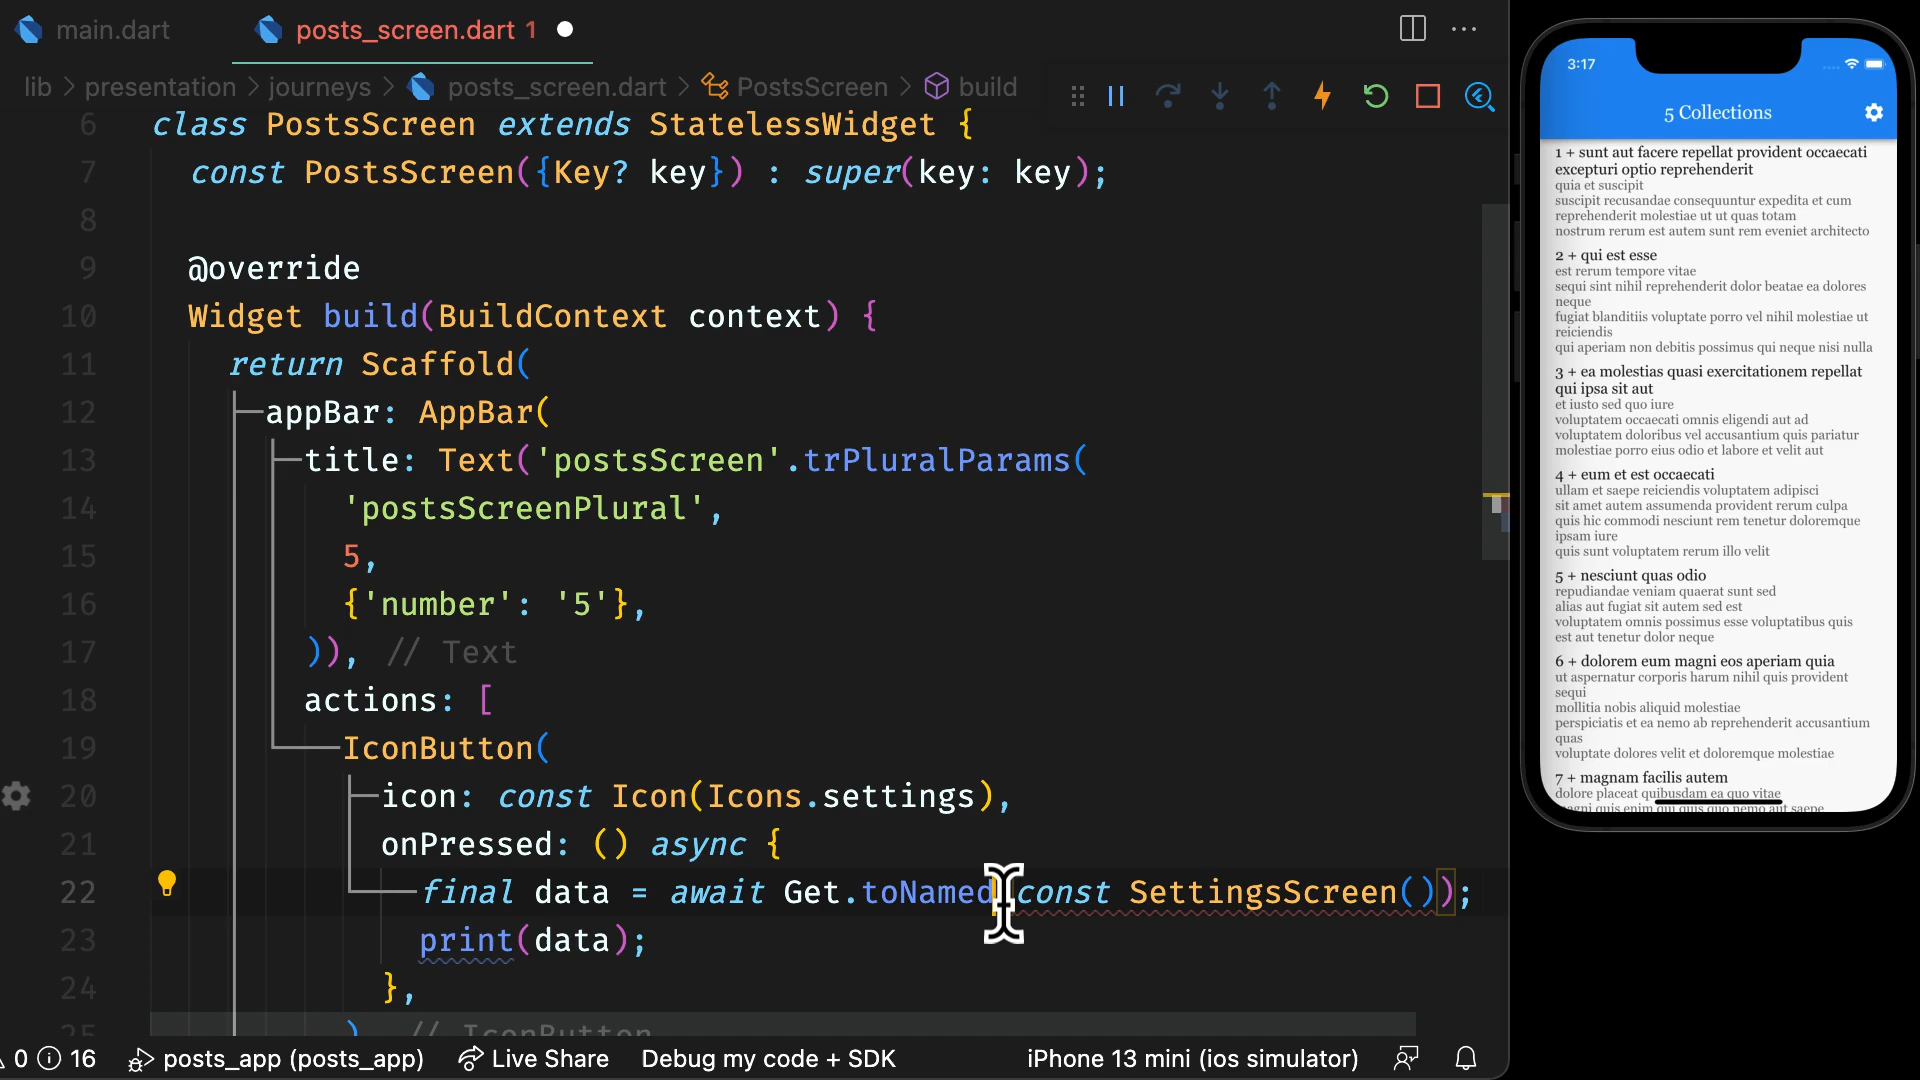 main.dart
posts_screen.dart 1
lib > presentation > journeys > posts_screen.dart > PostsScreen > build
6 class PostsScreen extends StatelessWidget {
7 const PostsScreen({Key? key}) : super(key: key);
8
9 @override
10 Widget build(BuildContext context) {
11 return Scaffold(
12 appBar: AppBar(
13 title: Text('postsScreen'.trPluralParams(
14 'postsScreenPlural',
15 5,
16 {'number': '5'},
17 )), // Text
18 actions: [
19 IconButton(
20 icon: const Icon(Icons.settings),
21 onPressed: () async {
22 final data = await Get.toNamed(const SettingsScreen());
23 print(data);
24 },
25 ) // IconButton
0 16 posts_app (posts_app) Live Share Debug my code + SDK iPhone 13 mini (ios simulator)
3:17
5 Collections
1 + sunt aut facere repellat provident occaecati
excepturi optio reprehenderit
quia et suscipit
suscipit recusandae consequuntur expedita et cum
reprehenderit molestiae ut ut quas totam
nostrum rerum est autem sunt rem eveniet architecto
2 + qui est esse
est rerum tempore vitae
sequi sint nihil reprehenderit dolor beatae ea dolores
neque
fugiat blanditiis voluptate porro vel nihil molestiae ut
reiciendis
qui aperiam non debitis possimus qui neque nisi nulla
3 + ea molestias quasi exercitationem repellat
qui ipsa sit aut
et iusto sed quo iure
voluptatem occaecati omnis eligendi aut ad
voluptatem doloribus vel accusantium quis pariatur
molestiae porro eius odio et labore et velit aut
4 + eum et est occaecati
ullam et saepe reiciendis voluptatem adipisci
sit amet autem assumenda provident rerum culpa
quis hic commodi nesciunt rem tenetur doloremque
ipsam iure
quis sunt voluptatem rerum illo velit
5 + nesciunt quas odio
repudiandae veniam quaerat sunt sed
alias aut fugiat sit autem sed est
voluptatem omnis possimus esse voluptatibus quis
est aut tenetur dolor neque
6 + dolorem eum magni eos aperiam quia
ut aspernatur corporis harum nihil quis provident
sequi
mollitia nobis aliquid molestiae
perspiciatis et ea nemo ab reprehenderit accusantium
quas
voluptate dolores velit et doloremque molestiae
7 + magnam facilis autem
dolore placeat quibusdam ea quo vitae
magni quis enim qui quis quo nemo aut saepe